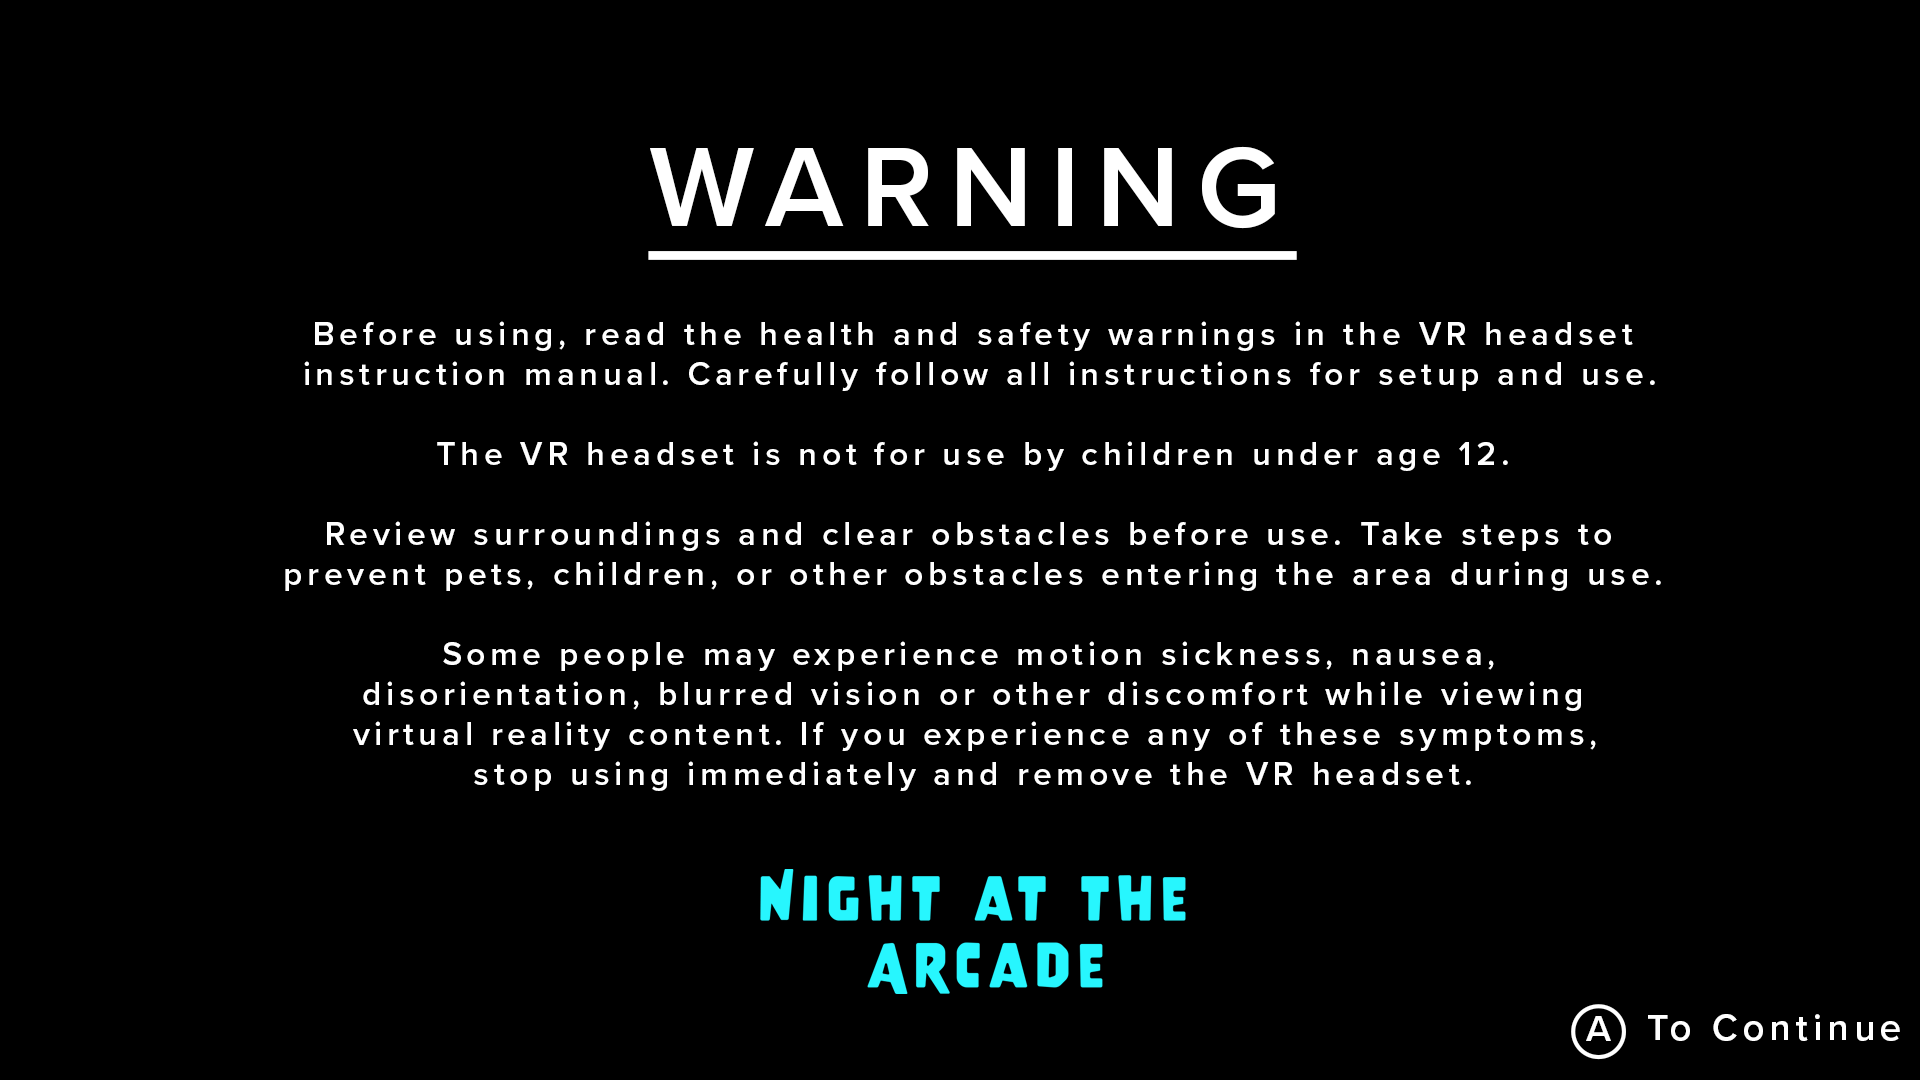 WARNING
Before using, read the health and safety warnings in the VR headset
instruction manual. Carefully follow all instructions for setup and use.
The VR headset is not for use by children under age 12.
Review surroundings and clear obstacles before use. Take steps to
prevent pets, children, or other obstacles entering the area during use.
Some people may experience motion sickness, nausea,
disorientation, blurred vision or other discomfort while viewing
virtual reality content. If you experience any of these symptoms,
stop using immediately and remove the VR headset.
NIGHT AT THE
ARCADE
A To Continue